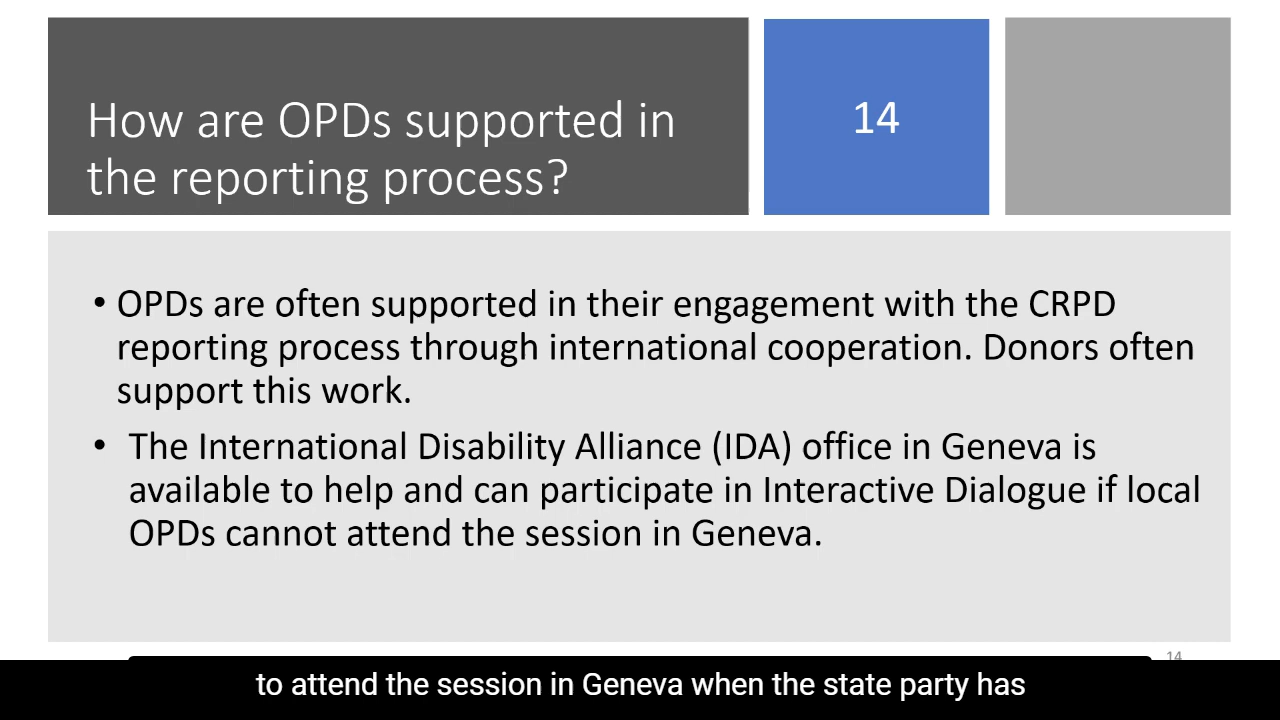 How are OPDs supported in
the reporting process?
14
• OPDs are often supported in their engagement with the CRPD
reporting process through international cooperation. Donors often
support this work.
• The International Disability Alliance (IDA) office in Geneva is
available to help and can participate in Interactive Dialogue if local
OPDs cannot attend the session in Geneva.
14
to attend the session in Geneva when the state party has